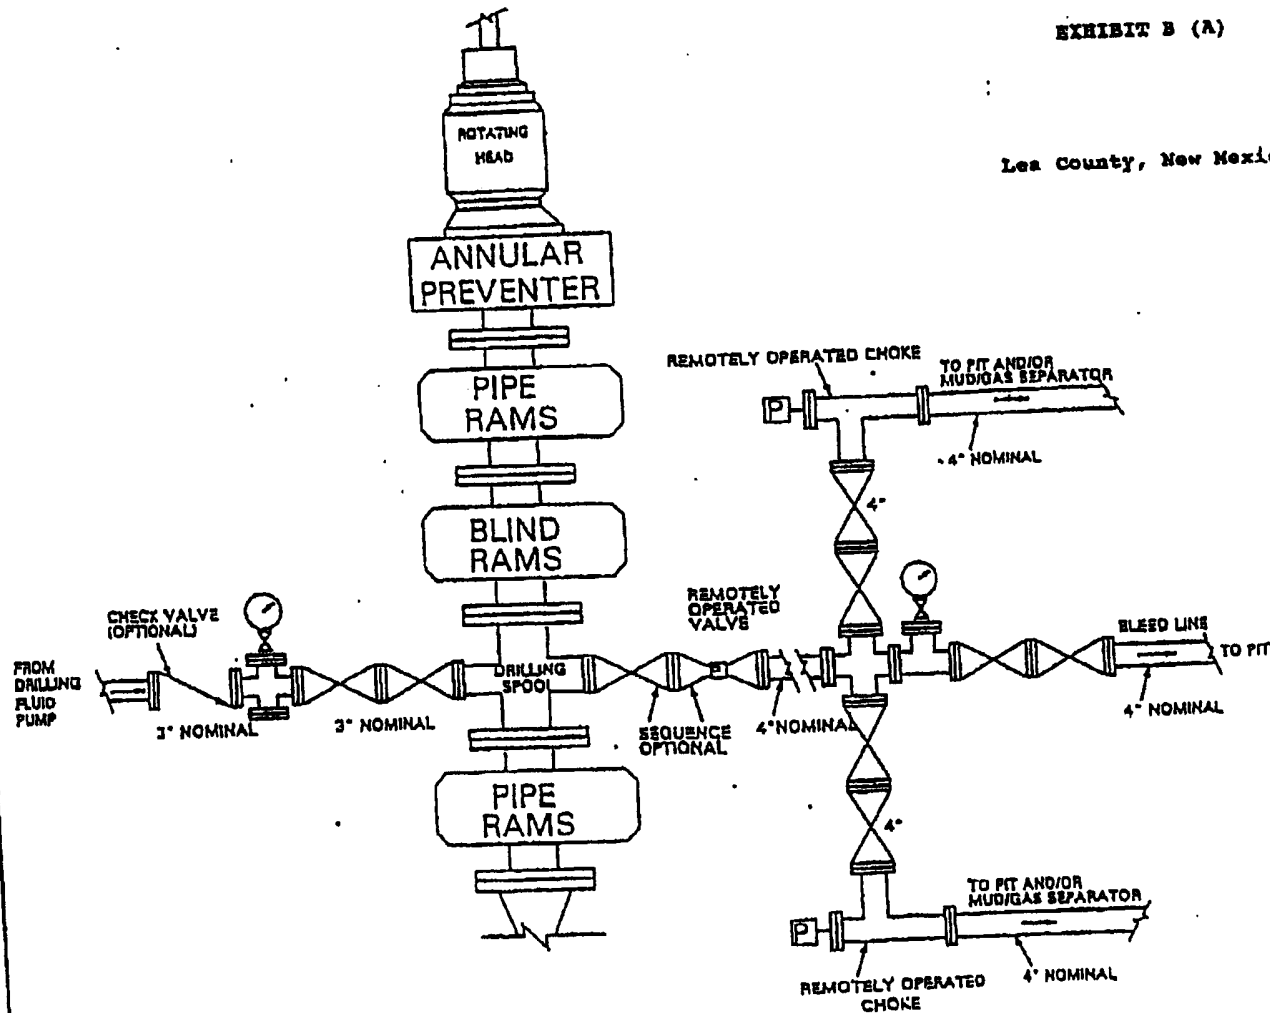 EXHIBIT B (A)
Lea County, New Mexic
ROTATING
HEAD
ANNULAR
PREVENTER
PIPE
RAMS
BLIND
RAMS
DRILLING
SPOOL
PIPE
RAMS
CHECK VALVE
(OPTIONAL)
FROM
DRILLING
FLUID
PUMP
3" NOMINAL
3" NOMINAL
SEQUENCE
OPTIONAL
REMOTELY
OPERATED
VALVE
4" NOMINAL
REMOTELY OPERATED CHOKE
TO PIT AND/OR
MUD/GAS SEPARATOR
P
4" NOMINAL
4"
BLEED LINE
TO PIT
4" NOMINAL
4"
TO PIT AND/OR
MUD/GAS SEPARATOR
P
4" NOMINAL
REMOTELY OPERATED
CHOKE